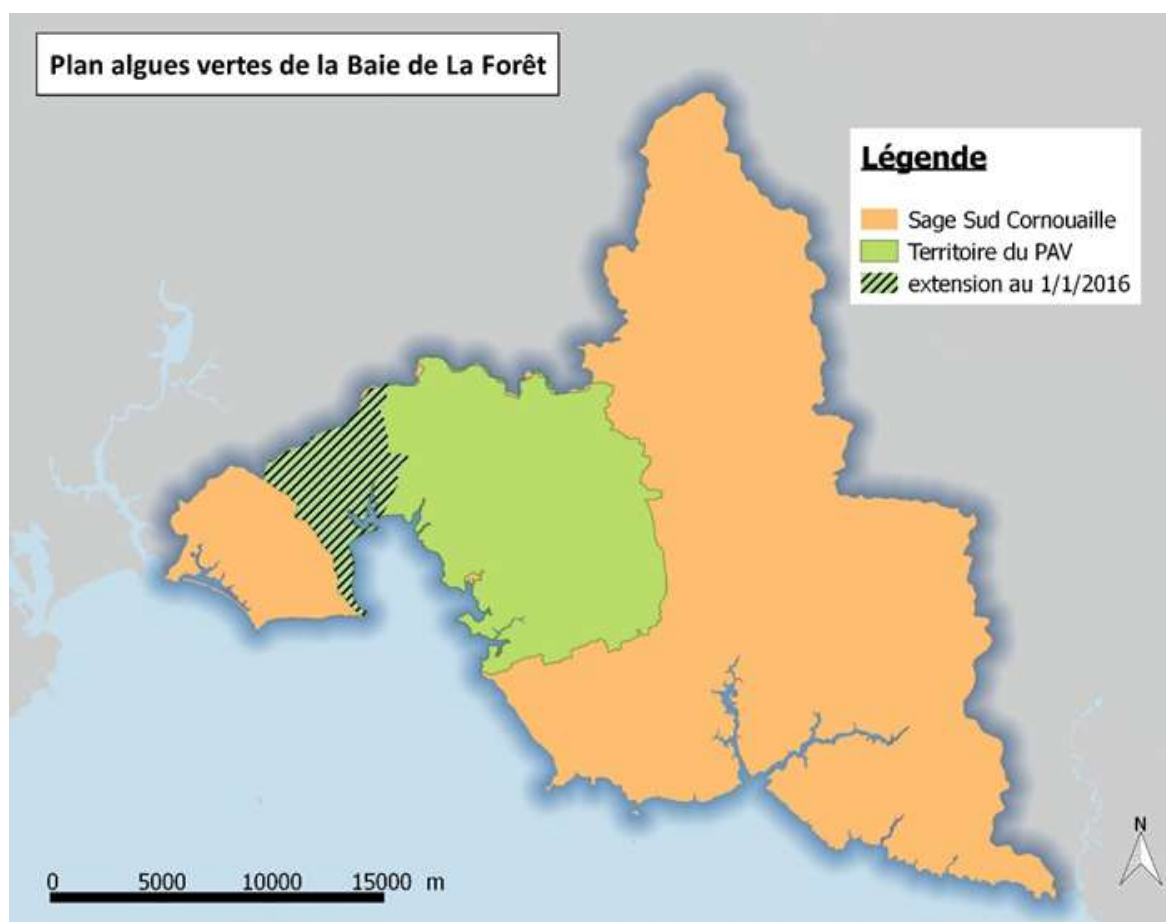 Plan algues vertes de la Baie de La Forêt
Légende
Sage Sud Cornouaille
Territoire du PAV
extension au 1/1/2016
N
0 5000 10000 15000 m